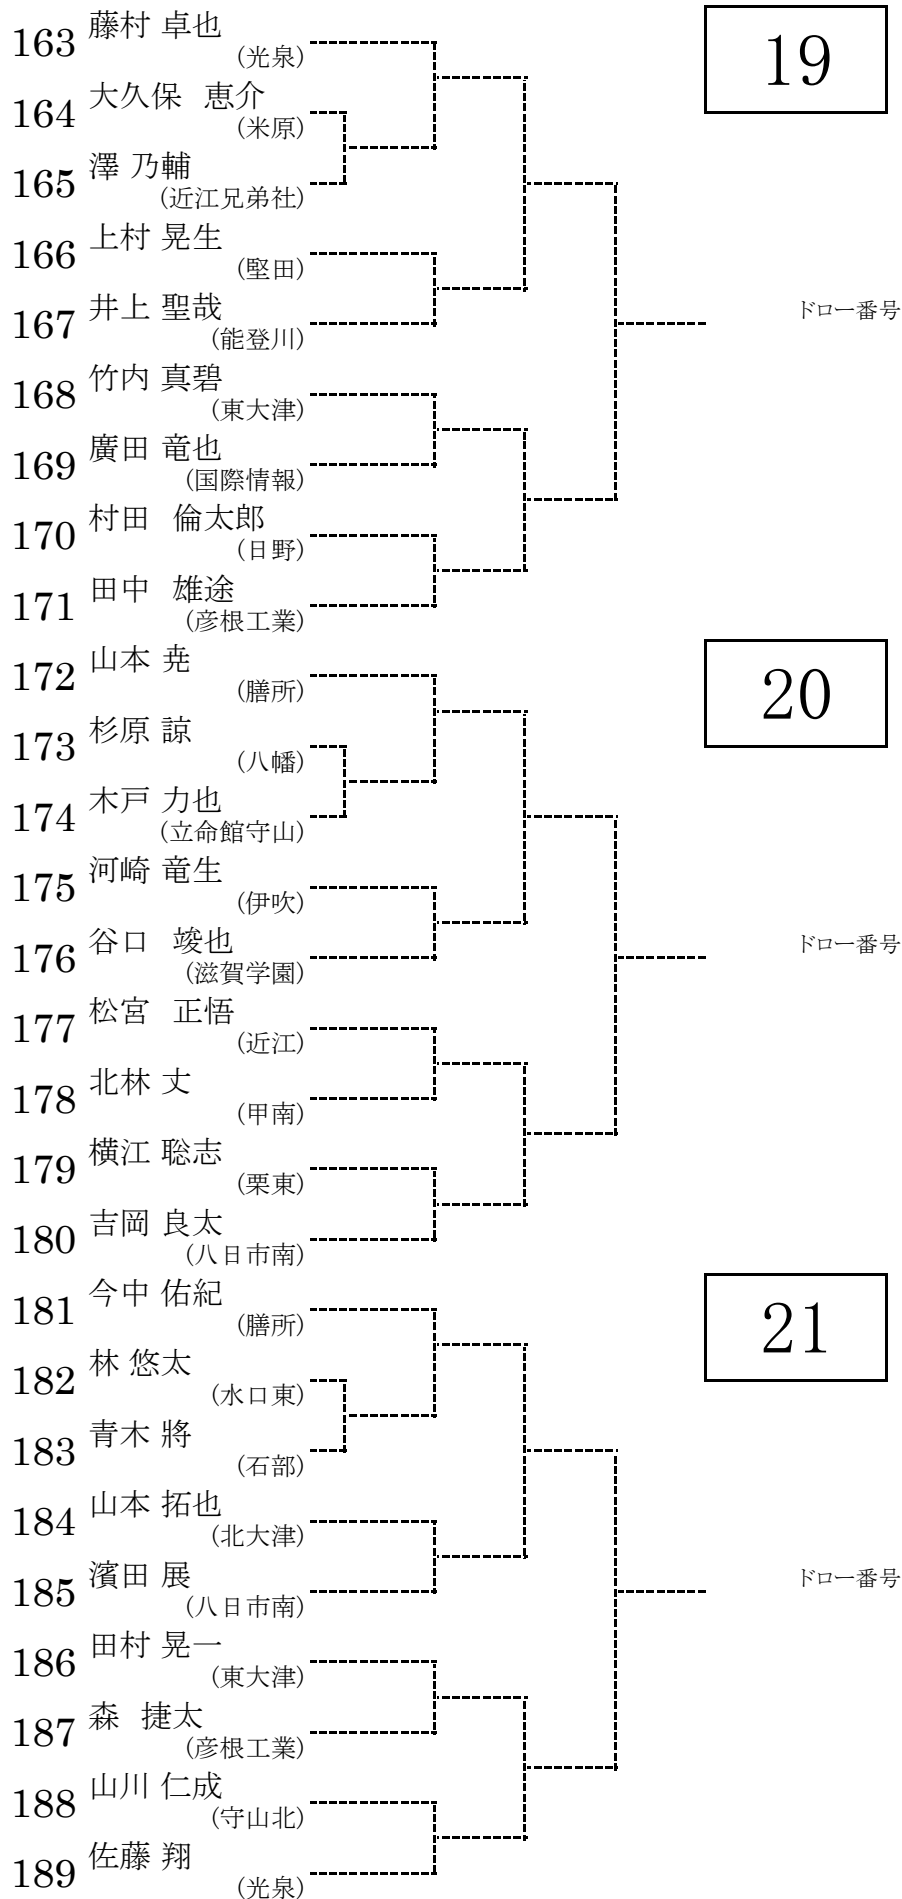 163 藤村 卓也
(光泉)
19
164 大久保 恵介
(米原)
165 澤 乃輔
(近江兄弟社)
166 上村 晃生
(堅田)
167 井上 聖哉
(能登川)
ドロー番号
168 竹内 真碧
(東大津)
169 廣田 竜也
(国際情報)
170 村田 倫太郎
(日野)
171 田中 雄途
(彦根工業)
172 山本 尭
(膳所)
20
173 杉原 諒
(八幡)
174 木戸 力也
(立命館守山)
175 河崎 竜生
(伊吹)
176 谷口 竣也
(滋賀学園)
ドロー番号
177 松宮 正悟
(近江)
178 北林 丈
(甲南)
179 横江 聡志
(栗東)
180 吉岡 良太
(八日市南)
181 今中 佑紀
(膳所)
21
182 林 悠太
(水口東)
183 青木 將
(石部)
184 山本 拓也
(北大津)
185 濱田 展
(八日市南)
ドロー番号
186 田村 晃一
(東大津)
187 森 捷太
(彦根工業)
188 山川 仁成
(守山北)
189 佐藤 翔
(光泉)